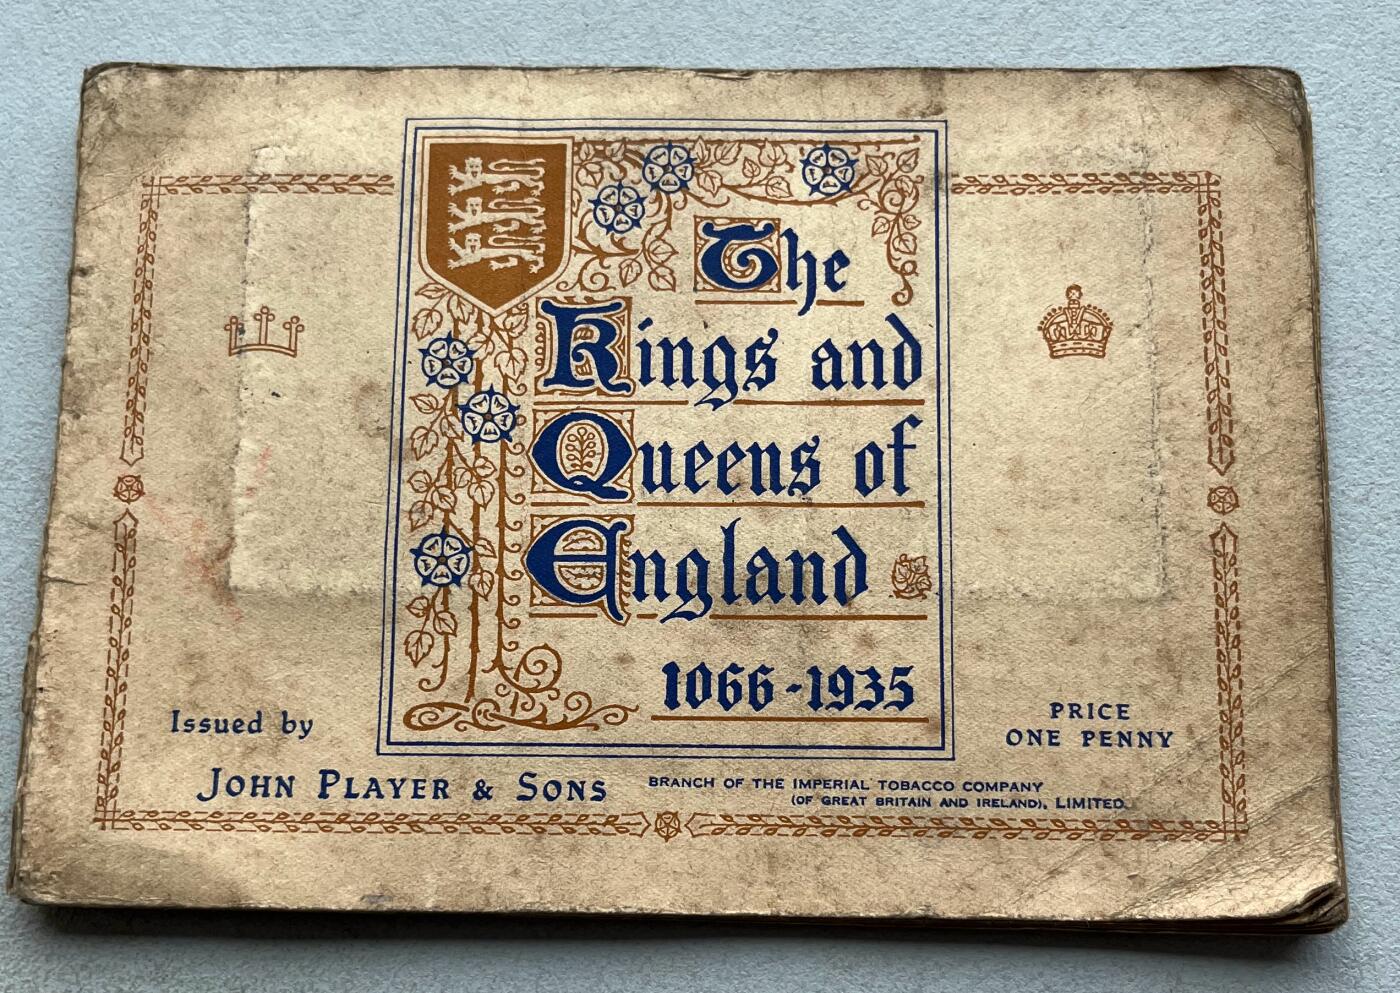 The
Kings and
Queens of
England
1066-1935
Issued by
JOHN PLAYER & SONS
BRANCH OF THE IMPERIAL TOBACCO COMPANY
(OF GREAT BRITAIN AND IRELAND), LIMITED.
PRICE
ONE PENNY